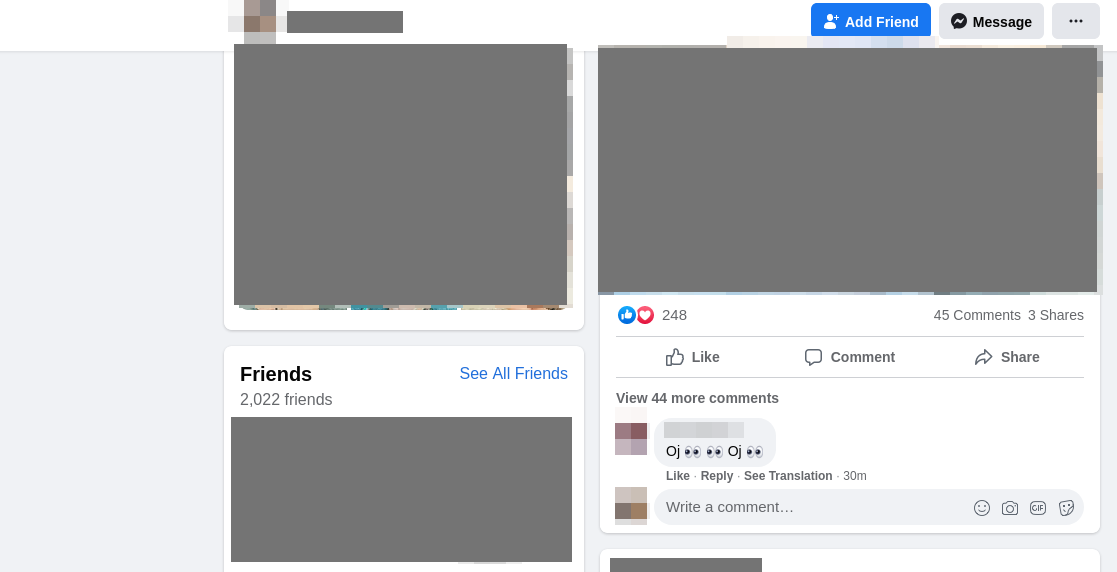 Add Friend
Message
248
45 Comments 3 Shares
Like
Comment
Share
View 44 more comments
Oj 👀 👀 Oj 👀
Like · Reply · See Translation · 30m
Write a comment…
GIF
Friends
See All Friends
2,022 friends